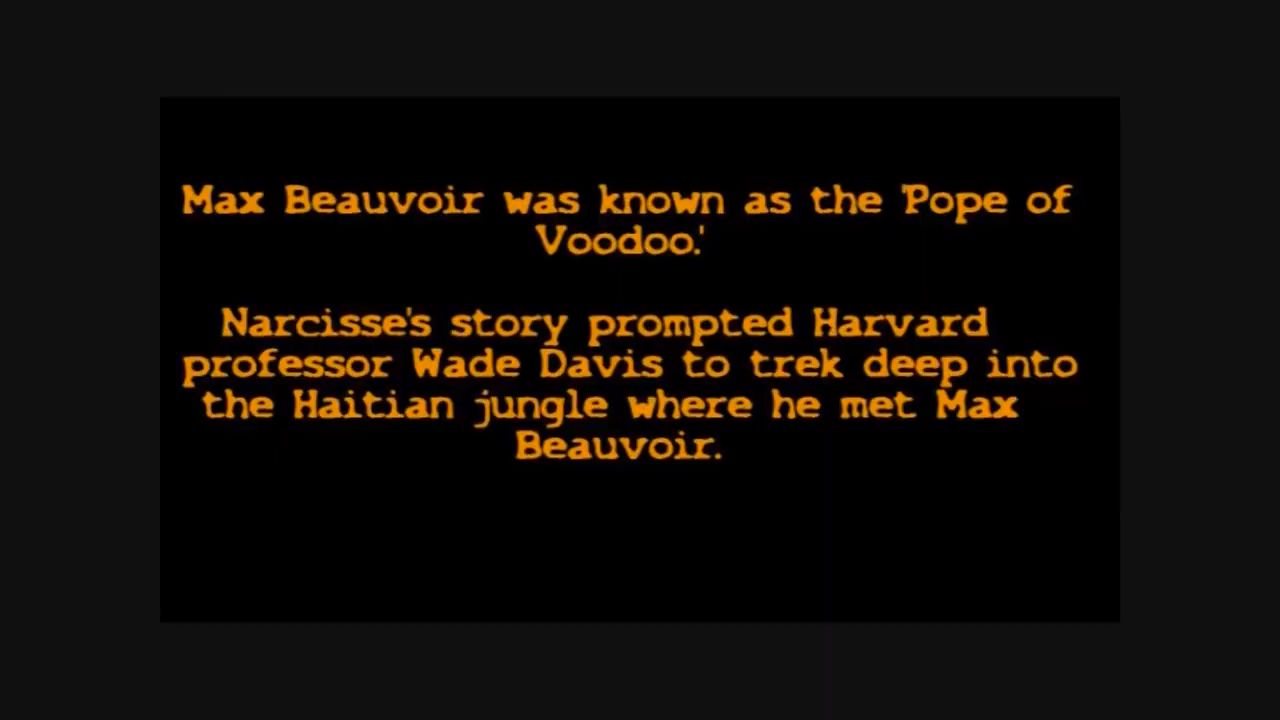 Max Beauvoir was known as the 'Pope of
Voodoo.'
Narcisse's story prompted Harvard
professor Wade Davis to trek deep into
the Haitian jungle where he met Max
Beauvoir.